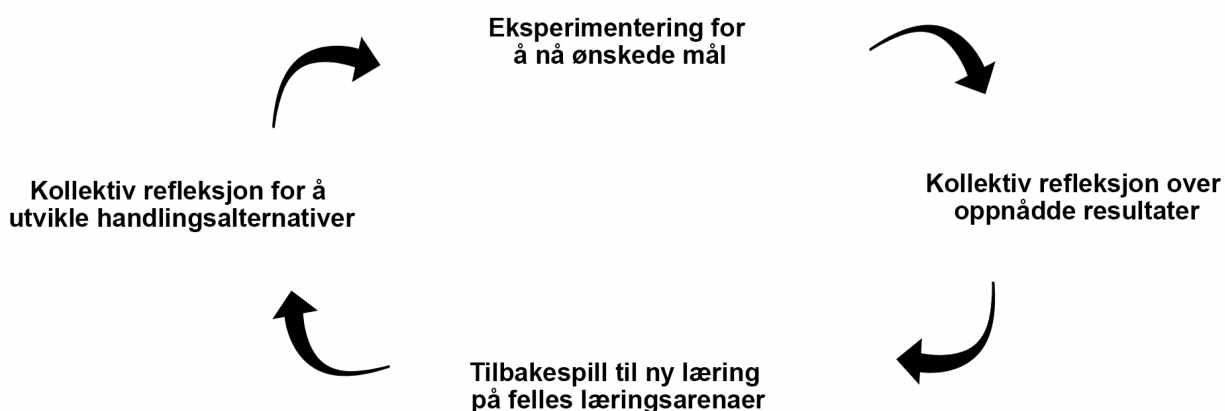 Eksperimentering for
å nå ønskede mål
Kollektiv refleksjon over
oppnådde resultater
Tilbakespill til ny læring
på felles læringsarenaer
Kollektiv refleksjon for å
utvikle handlingsalternativer